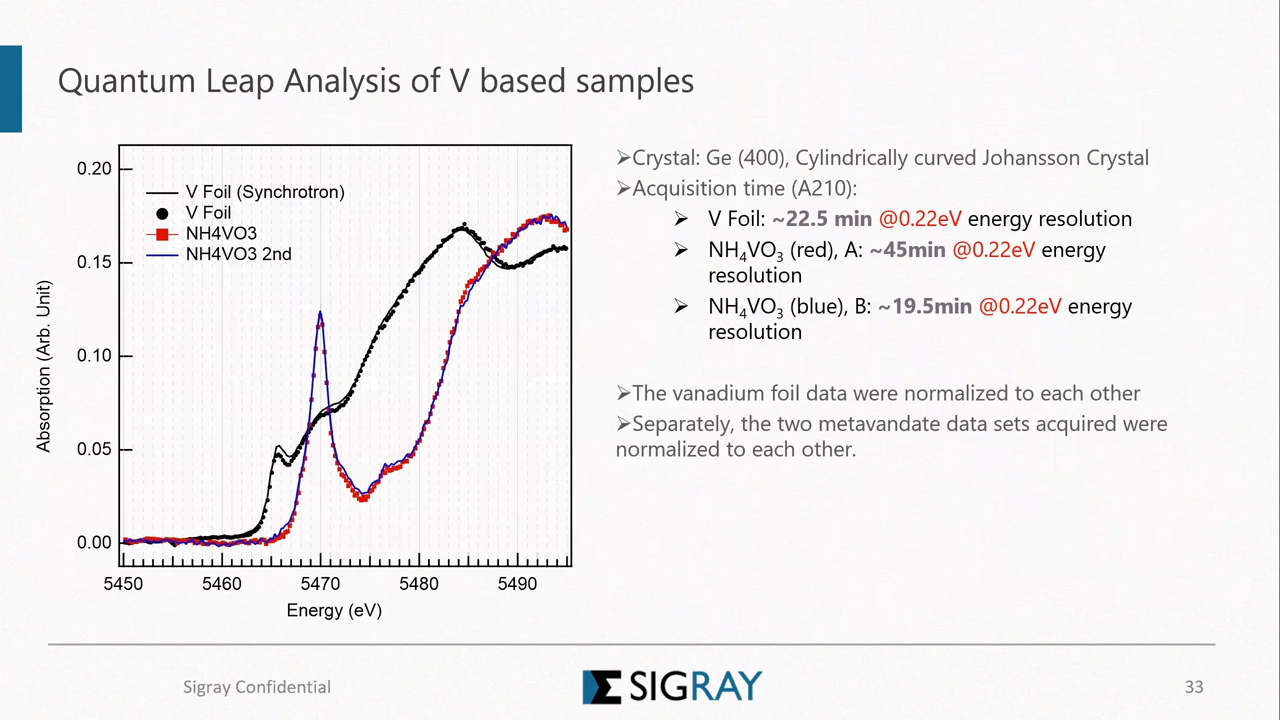 Quantum Leap Analysis of V based samples
0.20
0.15
0.10
0.05
0.00
Absorption (Arb. Unit)
V Foil (Synchrotron)
V Foil
NH4VO3
NH4VO3 2nd
5450 5460 5470 5480 5490
Energy (eV)
➢Crystal: Ge (400), Cylindrically curved Johansson Crystal
➢Acquisition time (A210):
➢ V Foil: ~22.5 min @0.22eV energy resolution
➢ NH₄VO₃ (red), A: ~45min @0.22eV energy
resolution
➢ NH₄VO₃ (blue), B: ~19.5min @0.22eV energy
resolution
➢The vanadium foil data were normalized to each other
➢Separately, the two metavandate data sets acquired were
normalized to each other.
Sigray Confidential
SIGRAY
33